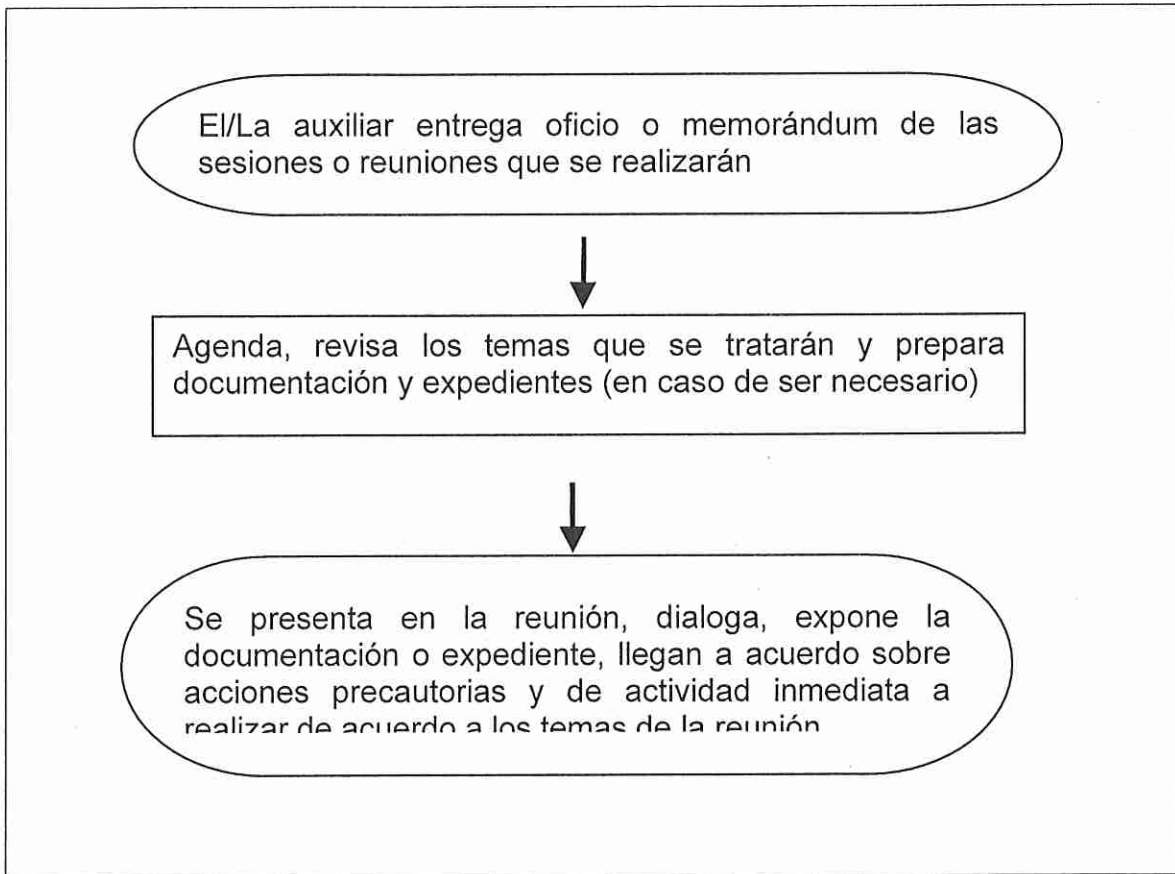 El/La auxiliar entrega oficio o memorándum de las
sesiones o reuniones que se realizarán
Agenda, revisa los temas que se tratarán y prepara
documentación y expedientes (en caso de ser necesario)
Se presenta en la reunión, dialoga, expone la
documentación o expediente, llegan a acuerdo sobre
acciones precautorias y de actividad inmediata a
realizar de acuerdo a los temas de la reunión